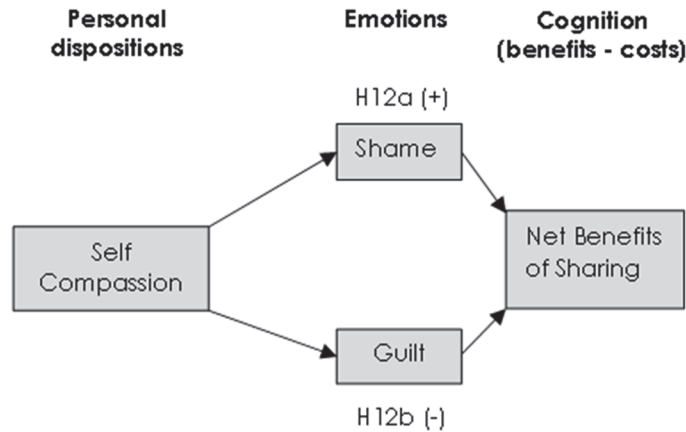 Personal
dispositions
Emotions
Cognition
(benefits - costs)
H12a (+)
Shame
Self
Compassion
Net Benefits
of Sharing
Guilt
H12b (-)